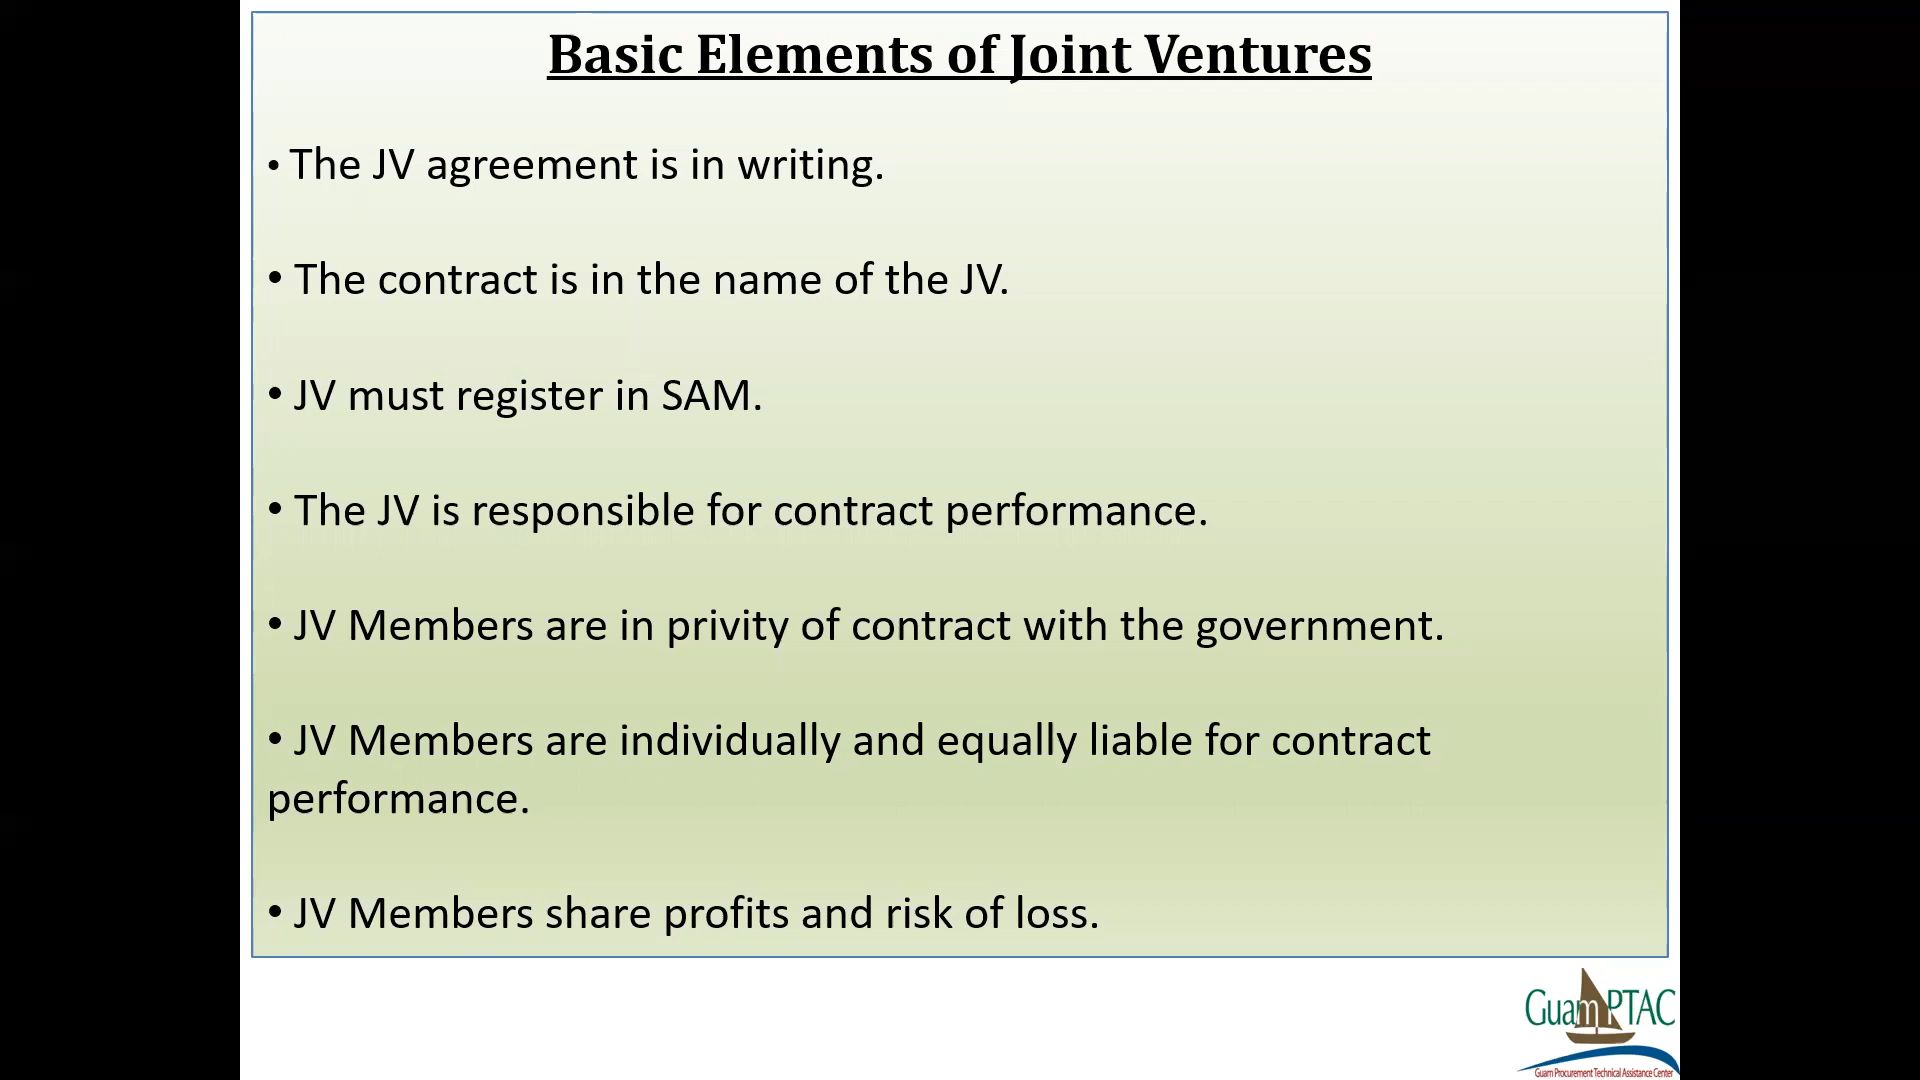 Basic Elements of Joint Ventures
• The JV agreement is in writing.
• The contract is in the name of the JV.
• JV must register in SAM.
• The JV is responsible for contract performance.
• JV Members are in privity of contract with the government.
• JV Members are individually and equally liable for contract
performance.
• JV Members share profits and risk of loss.
Guam PTAC
Guam Procurement Technical Assistance Center